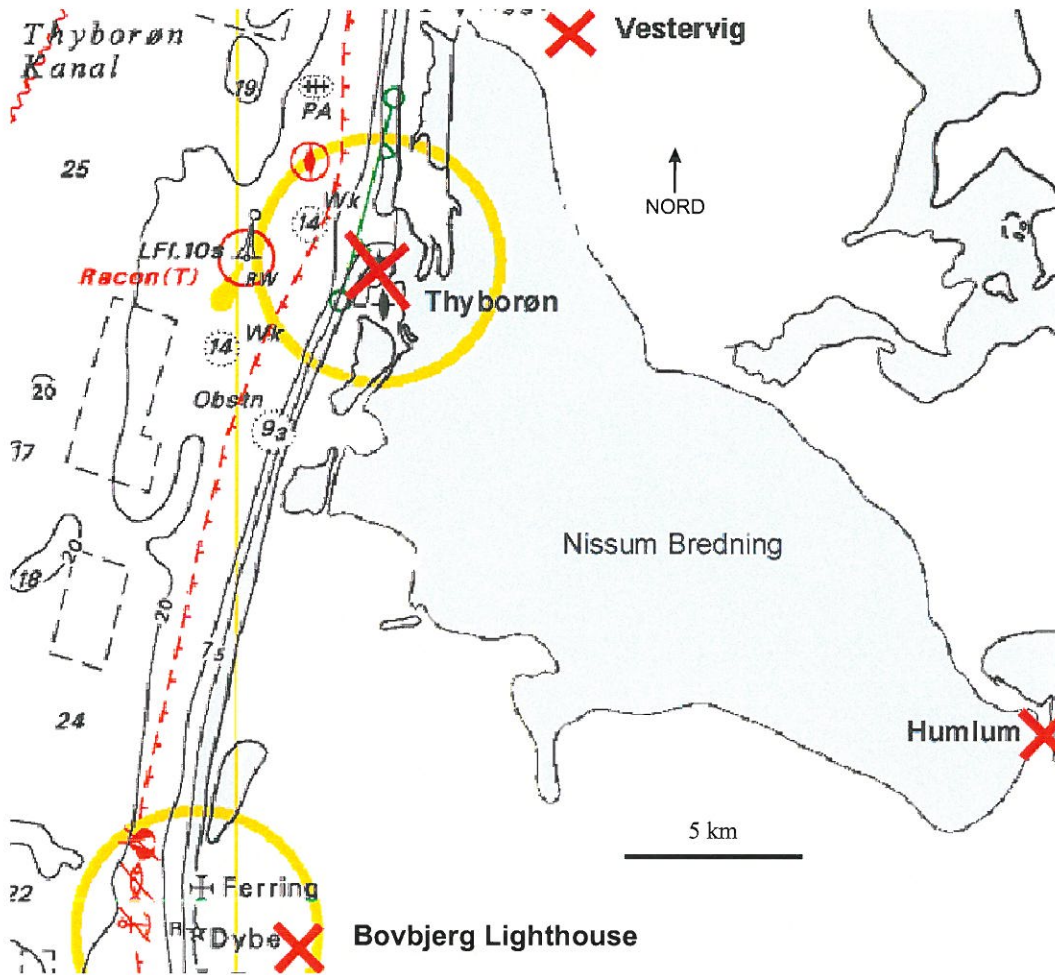 Vestervig
Thyborøn
Kanal
19
PA
25
NORD
Wk
14
LFl.10s
Racon(T)
RW
Thyborøn
Wk
14
20
Obstn
9₃
17
Nissum Bredning
20
18
20
7₅
24
Humlum
5 km
22
Ferring
R
Dybe
Bovbjerg Lighthouse